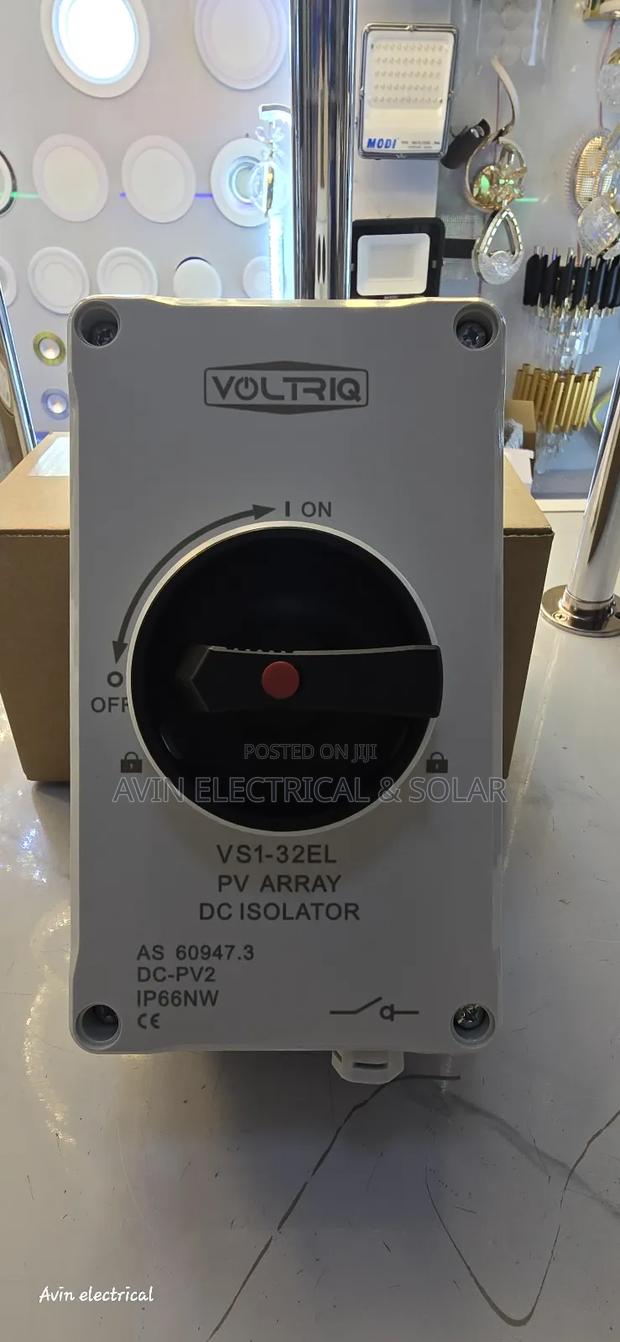 MODI
VOLTRIQ
I ON
O
OFF
POSTED ON JIJI
AVIN ELECTRICAL & SOLAR
VS1-32EL
PV ARRAY
DC ISOLATOR
AS 60947.3
DC-PV2
IP66NW
CE
Avin electrical